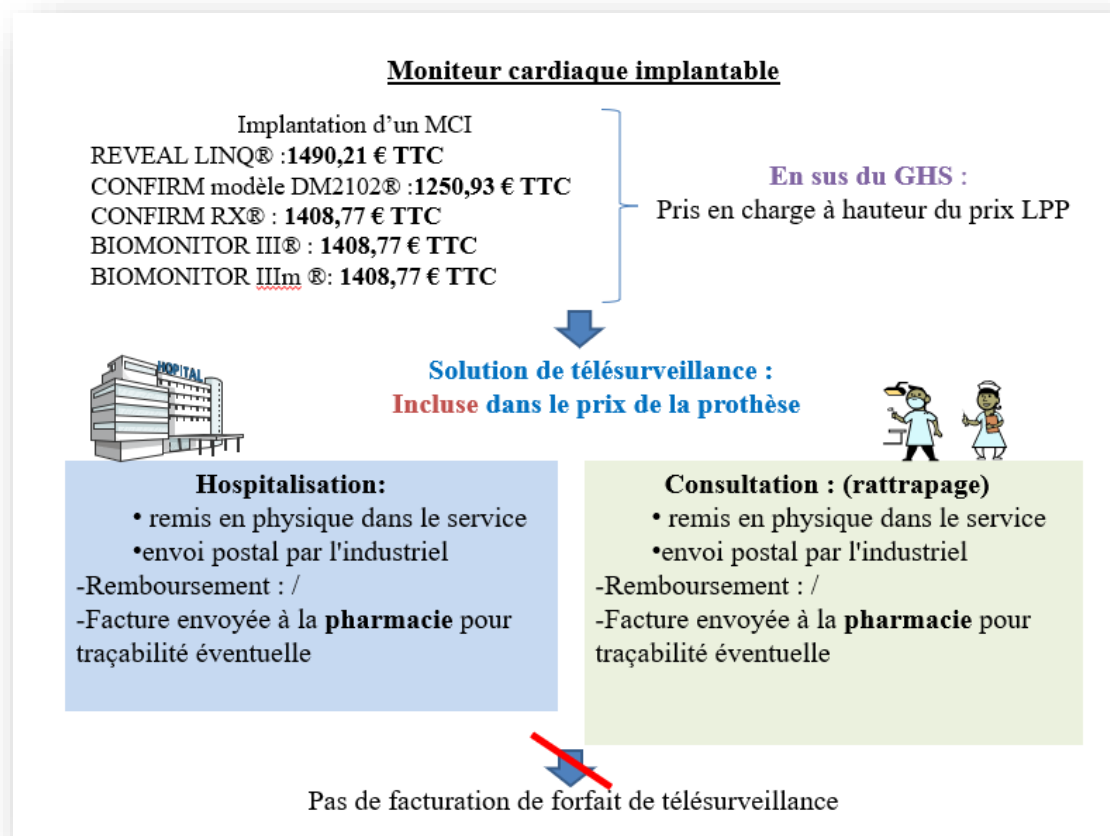 Moniteur cardiaque implantable
Implantation d'un MCI
REVEAL LINQ® :1490,21 € TTC
CONFIRM modèle DM2102® :1250,93 € TTC
CONFIRM RX® : 1408,77 € TTC
BIOMONITOR III® : 1408,77 € TTC
BIOMONITOR IIIm ®: 1408,77 € TTC
En sus du GHS :
Pris en charge à hauteur du prix LPP
Solution de télésurveillance :
Incluse dans le prix de la prothèse
HOPITAL
Hospitalisation:
• remis en physique dans le service
•envoi postal par l'industriel
-Remboursement : /
-Facture envoyée à la pharmacie pour
traçabilité éventuelle
Consultation : (rattrapage)
• remis en physique dans le service
•envoi postal par l'industriel
-Remboursement : /
-Facture envoyée à la pharmacie pour
traçabilité éventuelle
Pas de facturation de forfait de télésurveillance